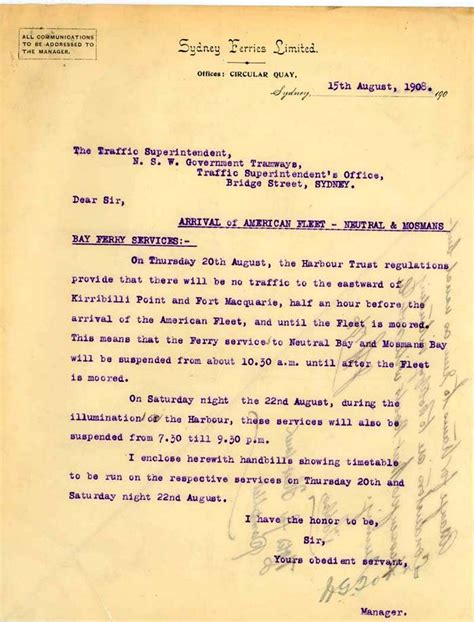 ALL COMMUNICATIONS
TO BE ADDRESSED TO
THE MANAGER.
Sydney Ferries Limited.
Offices: CIRCULAR QUAY,
Sydney, 15th August, 1908. 190
The Traffic Superintendent,
N. S. W. Government Tramways,
Traffic Superintendent's Office,
Bridge Street, SYDNEY.
Dear Sir,
ARRIVAL of AMERICAN FLEET - NEUTRAL & MOSMANS
BAY FERRY SERVICES:-
On Thursday 20th August, the Harbour Trust regulations
provide that there will be no traffic to the eastward of
Kirribilli Point and Fort Macquarie, half an hour before the
arrival of the American Fleet, and until the Fleet is moored.
This means that the Ferry service to Neutral Bay and Mosmans Bay
will be suspended from about 10.30 a.m. until after the Fleet
is moored.
On Saturday night the 22nd August, during the
illumination of the Harbour, these services will also be
suspended from 7.30 till 9.30 p.m.
I enclose herewith handbills showing timetable
to be run on the respective services on Thursday 20th and
Saturday night 22nd August.
I have the honor to be,
Sir,
Yours obedient servant,
Manager.